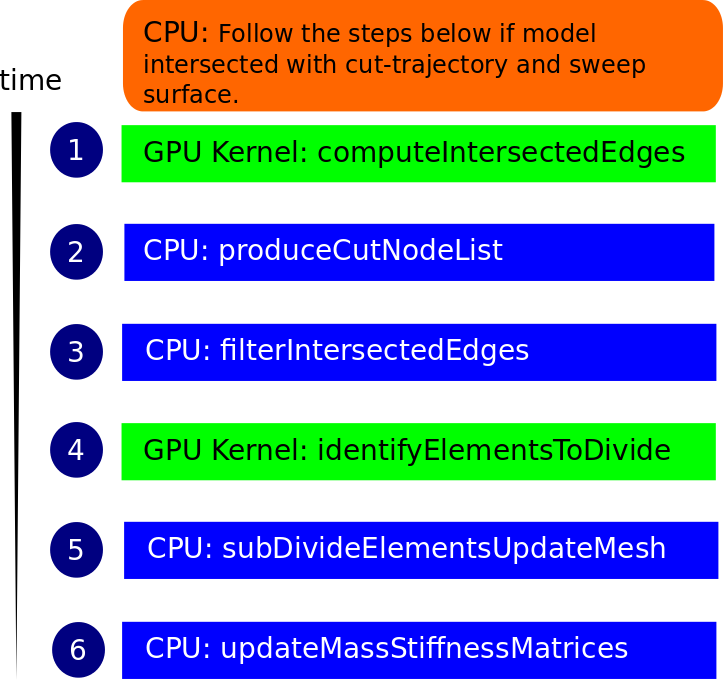 CPU: Follow the steps below if model
intersected with cut-trajectory and sweep
surface.
time
1
GPU Kernel: computeIntersectedEdges
2
CPU: produceCutNodeList
3
CPU: filterIntersectedEdges
4
GPU Kernel: identifyElementsToDivide
5
CPU: subDivideElementsUpdateMesh
6
CPU: updateMassStiffnessMatrices